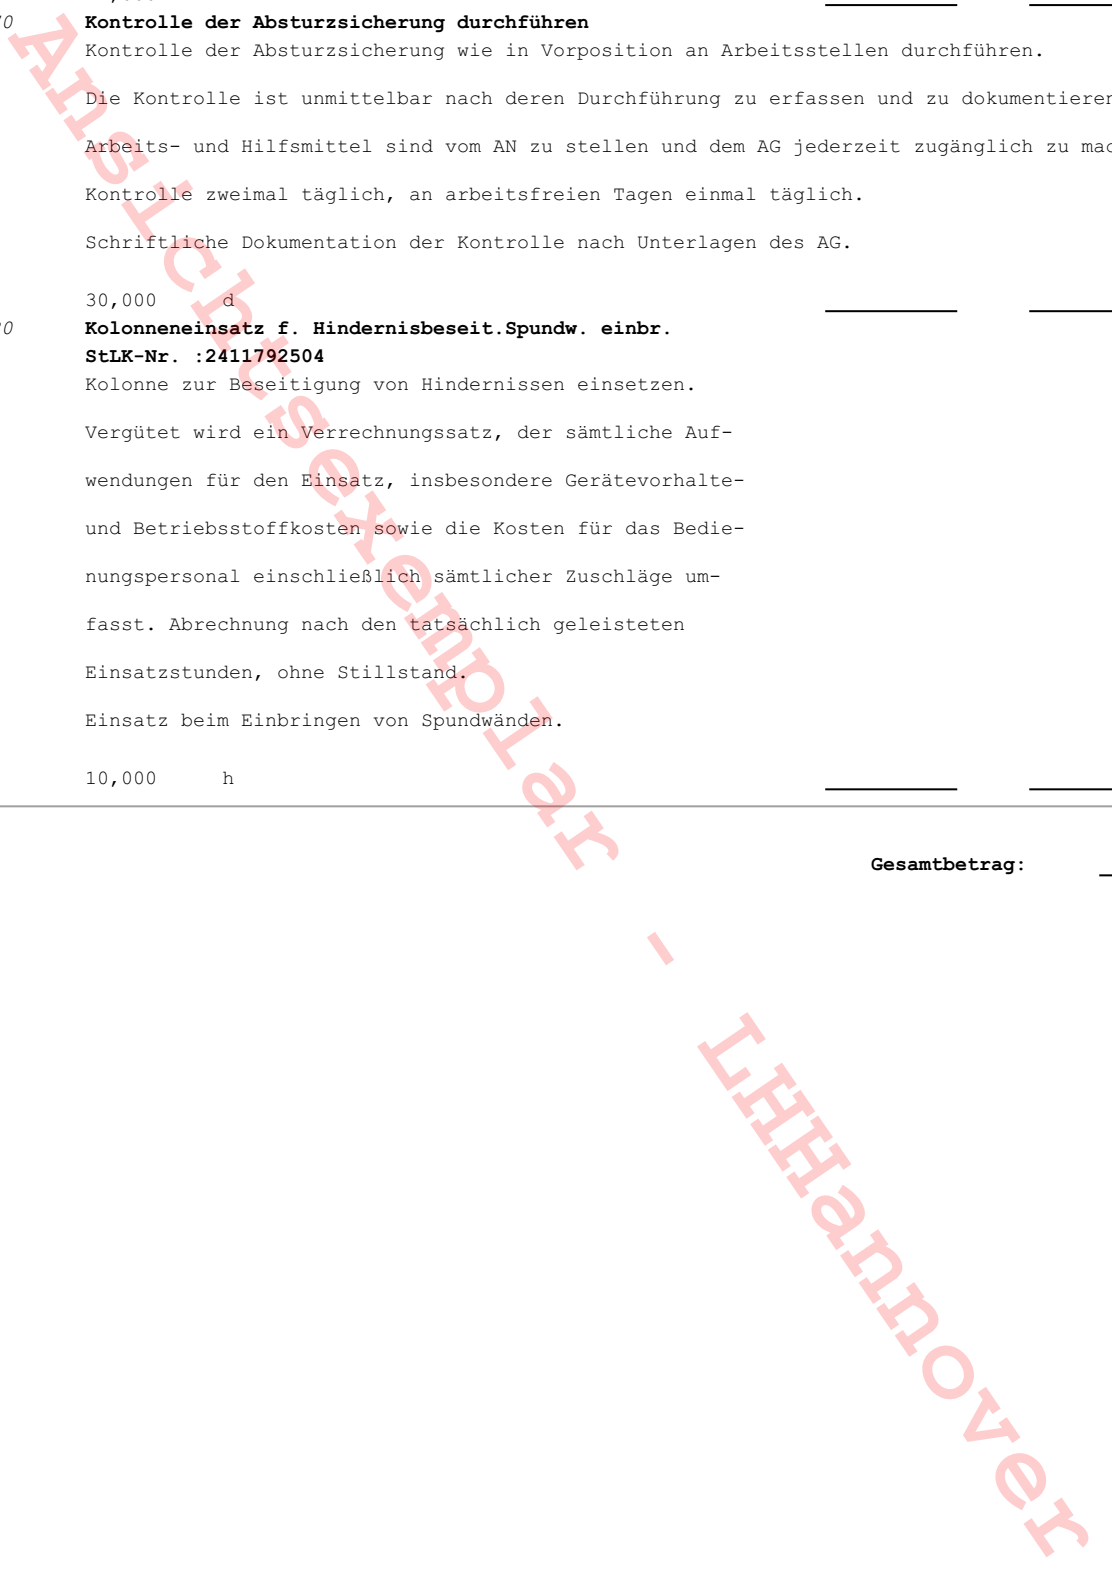 Kontrolle der Absturzsicherung durchführen
Kontrolle der Absturzsicherung wie in Vorposition an Arbeitsstellen durchführen.
Die Kontrolle ist unmittelbar nach deren Durchführung zu erfassen und zu dokumentieren
Arbeits- und Hilfsmittel sind vom AN zu stellen und dem AG jederzeit zugänglich zu mac
Kontrolle zweimal täglich, an arbeitsfreien Tagen einmal täglich.
Schriftliche Dokumentation der Kontrolle nach Unterlagen des AG.
30,000 d
Kolonneneinsatz f. Hindernisbeseit.Spundw. einbr.
StLK-Nr. :2411792504
Kolonne zur Beseitigung von Hindernissen einsetzen.
Vergütet wird ein Verrechnungssatz, der sämtliche Auf-
wendungen für den Einsatz, insbesondere Gerätevorhalte-
und Betriebsstoffkosten sowie die Kosten für das Bedie-
nungspersonal einschließlich sämtlicher Zuschläge um-
fasst. Abrechnung nach den tatsächlich geleisteten
Einsatzstunden, ohne Stillstand.
Einsatz beim Einbringen von Spundwänden.
10,000 h
Gesamtbetrag:
Ansichtsexemplar - LHHannover